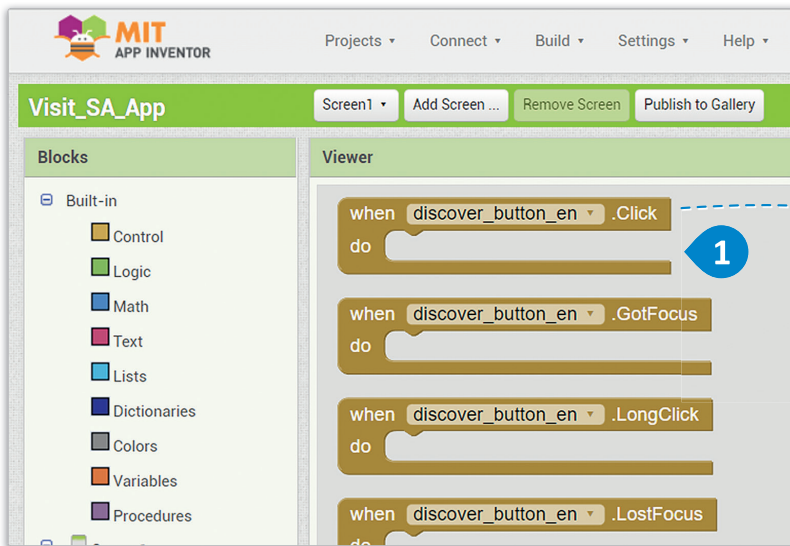 MIT
APP INVENTOR
Projects Connect Build Settings Help
Visit_SA_App
Screen1 Add Screen ... Remove Screen Publish to Gallery
Blocks
Viewer
Built-in
Control
Logic
Math
Text
Lists
Dictionaries
Colors
Variables
Procedures
when discover_button_en .Click
do
1
when discover_button_en .GotFocus
do
when discover_button_en .LongClick
do
when discover_button_en .LostFocus
do